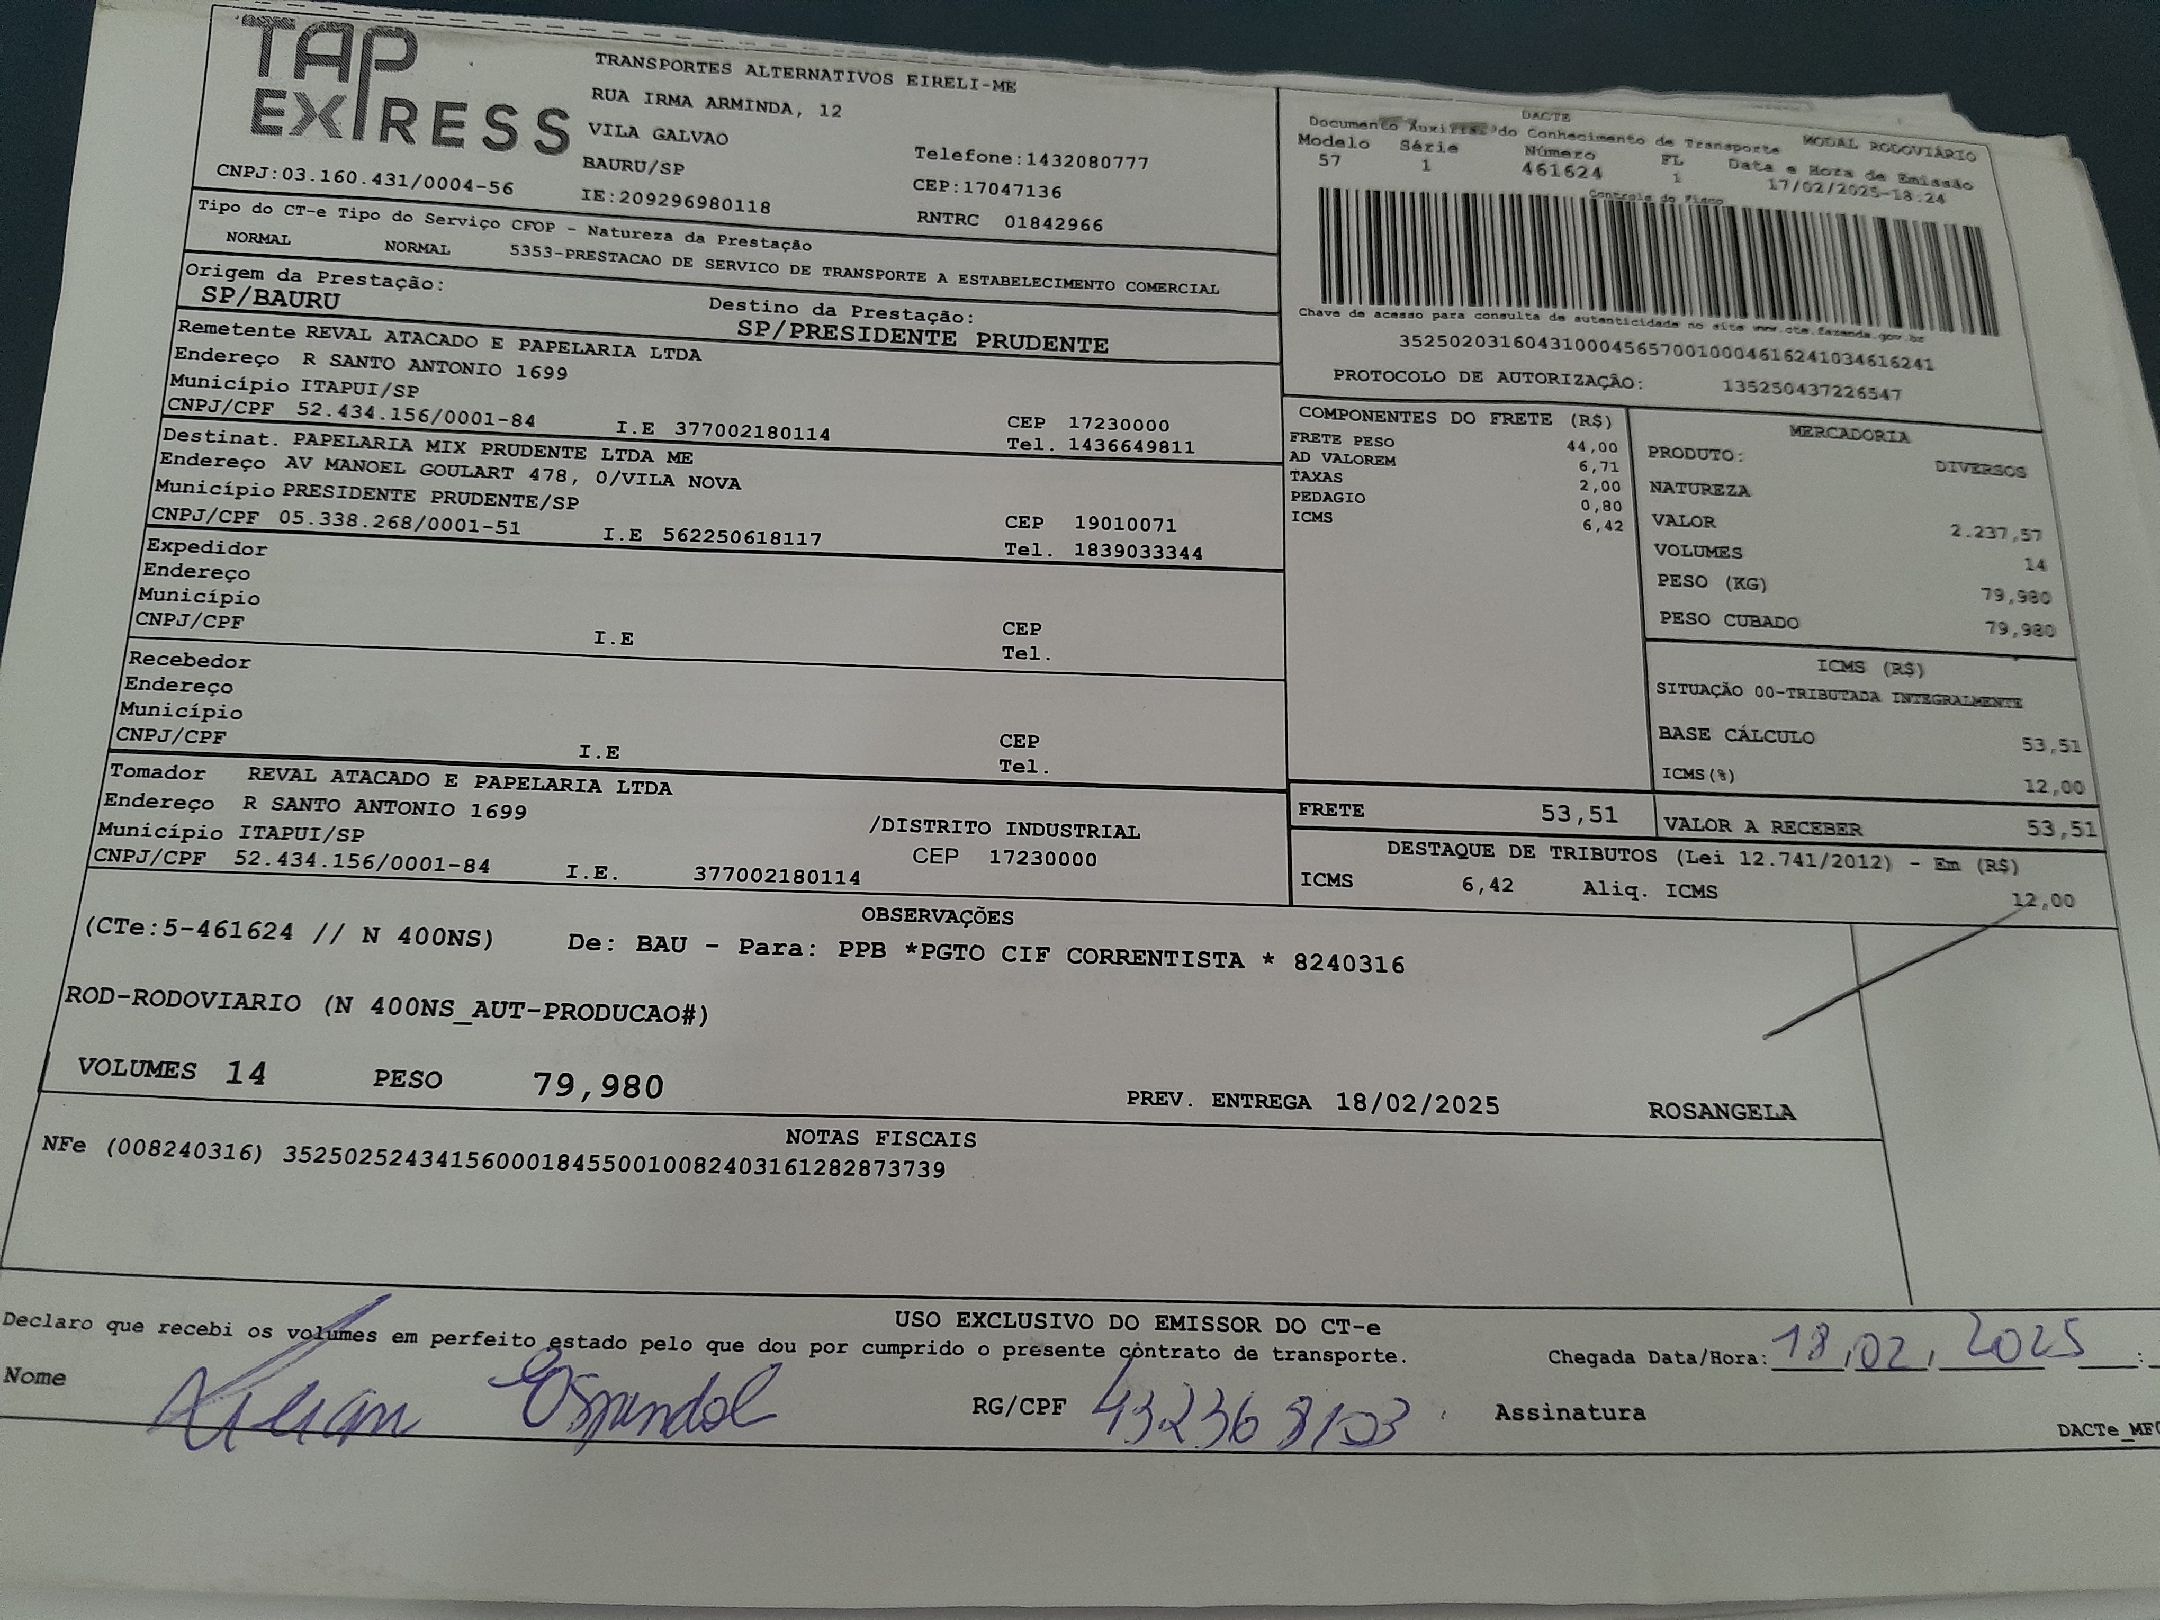 TAP EXPRESS
TRANSPORTES ALTERNATIVOS EIRELI-ME
RUA IRMA ARMINDA, 12
VILA GALVAO
BAURU/SP
Telefone:1432080777
CEP:17047136
CNPJ:03.160.431/0004-56
IE:209296980118
RNTRC 01842966
DACTE
Documento Auxiliar do Conhecimento de Transporte MODAL RODOVIÁRIO
Modelo Série Número FL Data e Hora de Emissão
57 1 461624 1 17/02/2025-18:24
Controle do Fisco
Chave de acesso para consulta de autenticidade no site www.cte.fazenda.gov.br
35250203160431000456570010004616241034616241
PROTOCOLO DE AUTORIZAÇÃO: 135250437226547
Tipo do CT-e Tipo do Serviço CFOP - Natureza da Prestação
NORMAL NORMAL 5353-PRESTACAO DE SERVICO DE TRANSPORTE A ESTABELECIMENTO COMERCIAL
Origem da Prestação:
SP/BAURU
Destino da Prestação:
SP/PRESIDENTE PRUDENTE
Remetente REVAL ATACADO E PAPELARIA LTDA
Endereço R SANTO ANTONIO 1699
Município ITAPUI/SP
CEP 17230000
CNPJ/CPF 52.434.156/0001-84 I.E 377002180114 Tel. 1436649811
Destinat. PAPELARIA MIX PRUDENTE LTDA ME
Endereço AV MANOEL GOULART 478, 0/VILA NOVA
Município PRESIDENTE PRUDENTE/SP
CEP 19010071
CNPJ/CPF 05.338.268/0001-51 I.E 562250618117 Tel. 1839033344
Expedidor
Endereço
Município
CEP
CNPJ/CPF I.E Tel.
Recebedor
Endereço
Município
CEP
CNPJ/CPF I.E Tel.
Tomador REVAL ATACADO E PAPELARIA LTDA
Endereço R SANTO ANTONIO 1699 /DISTRITO INDUSTRIAL
Município ITAPUI/SP
CEP 17230000
CNPJ/CPF 52.434.156/0001-84 I.E. 377002180114
COMPONENTES DO FRETE (R$)
FRETE PESO 44,00
AD VALOREM 6,71
TAXAS 2,00
PEDAGIO 0,80
ICMS 6,42
MERCADORIA
PRODUTO: DIVERSOS
NATUREZA
VALOR 2.237,57
VOLUMES 14
PESO (KG) 79,980
PESO CUBADO 79,980
ICMS (R$)
SITUAÇÃO 00-TRIBUTADA INTEGRALMENTE
BASE CÁLCULO 53,51
ICMS(%) 12,00
FRETE 53,51
VALOR A RECEBER 53,51
DESTAQUE DE TRIBUTOS (Lei 12.741/2012) - Em (R$)
ICMS 6,42 Aliq. ICMS 12,00
OBSERVAÇÕES
(CTe:5-461624 // N 400NS) De: BAU - Para: PPB *PGTO CIF CORRENTISTA * 8240316
ROD-RODOVIARIO (N 400NS_AUT-PRODUCAO#)
VOLUMES 14 PESO 79,980 PREV. ENTREGA 18/02/2025 ROSANGELA
NOTAS FISCAIS
NFe (008240316) 35250252434156000184550010082403161282873739
USO EXCLUSIVO DO EMISSOR DO CT-e
Declaro que recebi os volumes em perfeito estado pelo que dou por cumprido o presente contrato de transporte.
Chegada Data/Hora: 18,02, 2025 :
Nome
RG/CPF
Assinatura
DACTe_MF